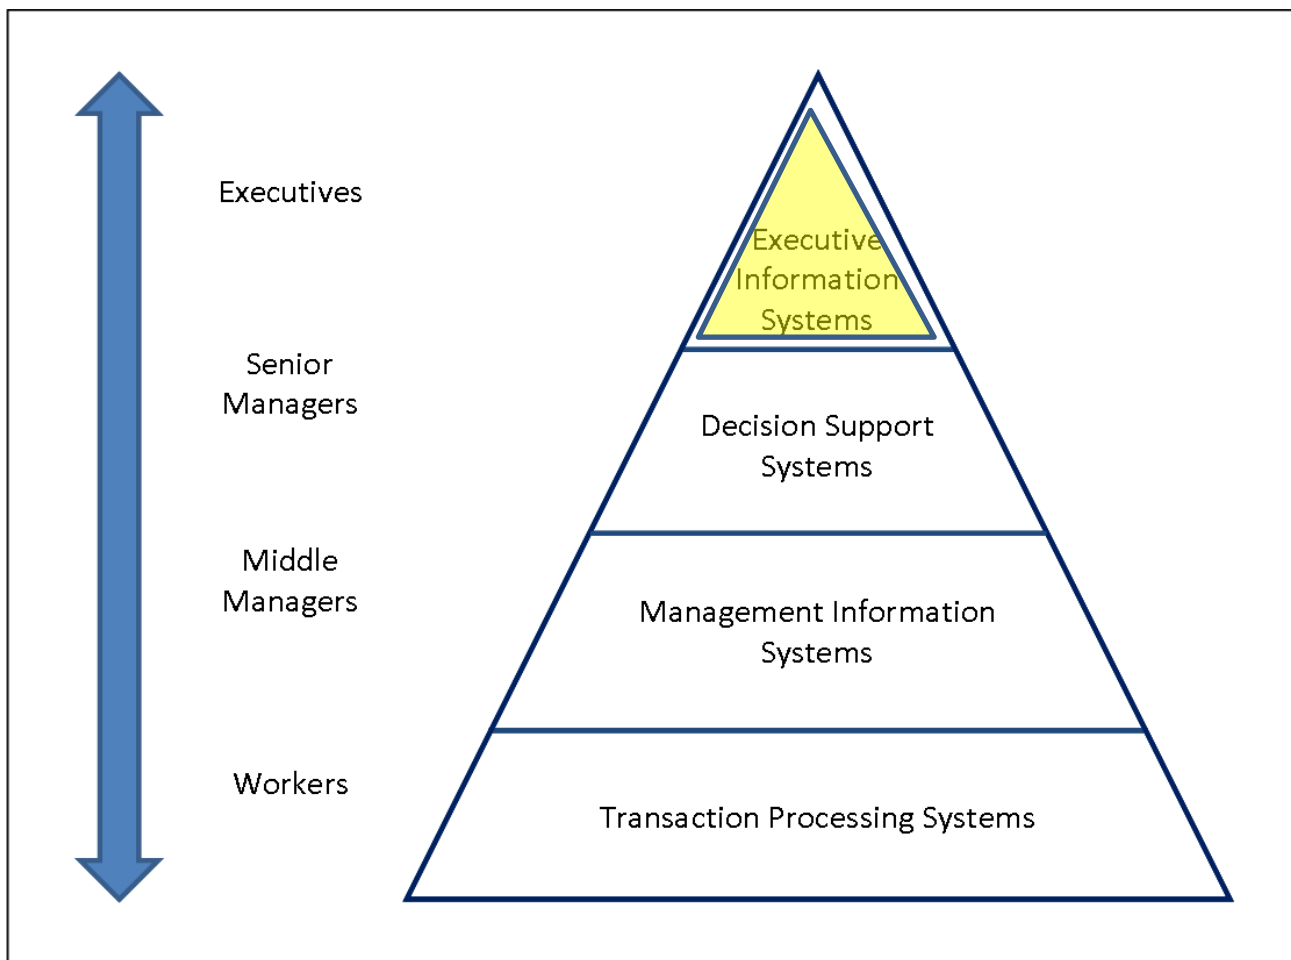 Executives
Executive
Information
Systems
Senior
Managers
Decision Support
Systems
Middle
Managers
Management Information
Systems
Workers
Transaction Processing Systems